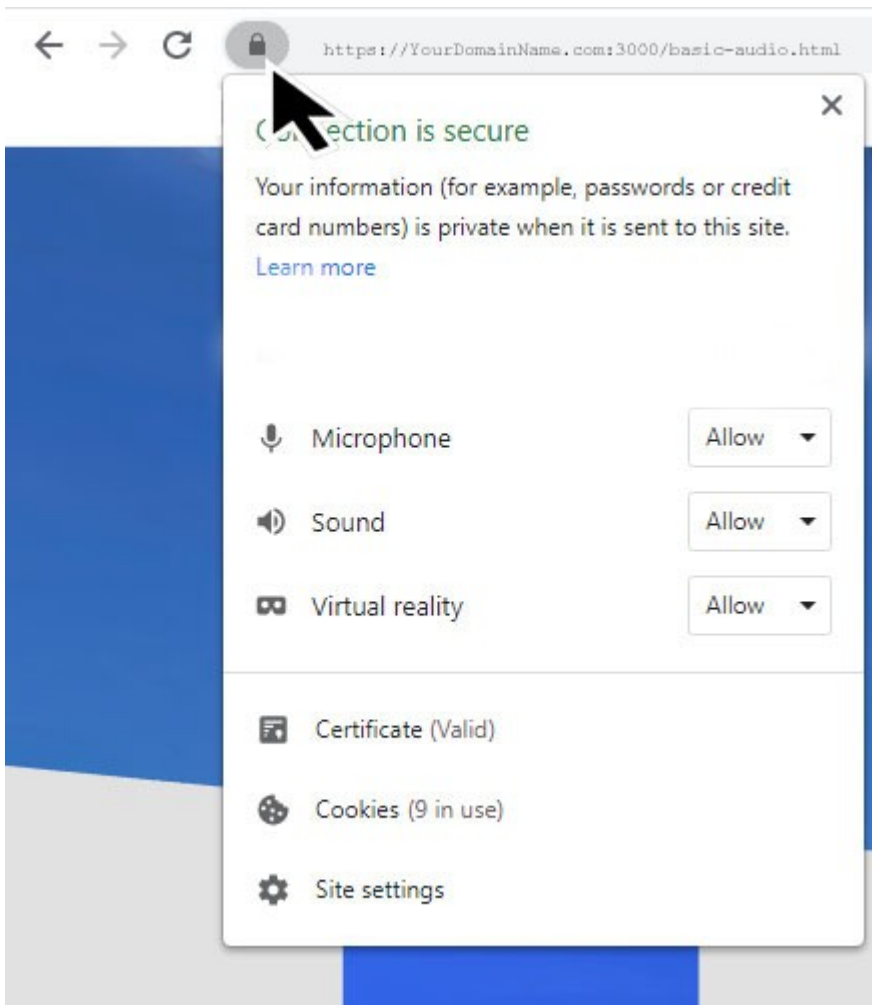 https://YourDomainName.com:3000/basic-audio.html
is secure
Your information (for example, passwords or credit
card numbers) is private when it is sent to this site.
Learn more
Microphone Allow
Sound Allow
Virtual reality Allow
Certificate (Valid)
Cookies (9 in use)
Site settings